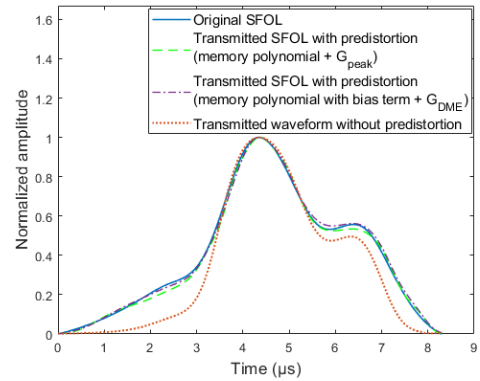 Original SFOL
Transmitted SFOL with predistortion
(memory polynomial + Gpeak)
Transmitted SFOL with predistortion
(memory polynomial with bias term + GDME)
Transmitted waveform without predistortion
Normalized amplitude
1.6
1.4
1.2
1
0.8
0.6
0.4
0.2
0
0 1 2 3 4 5 6 7 8 9
Time (μs)